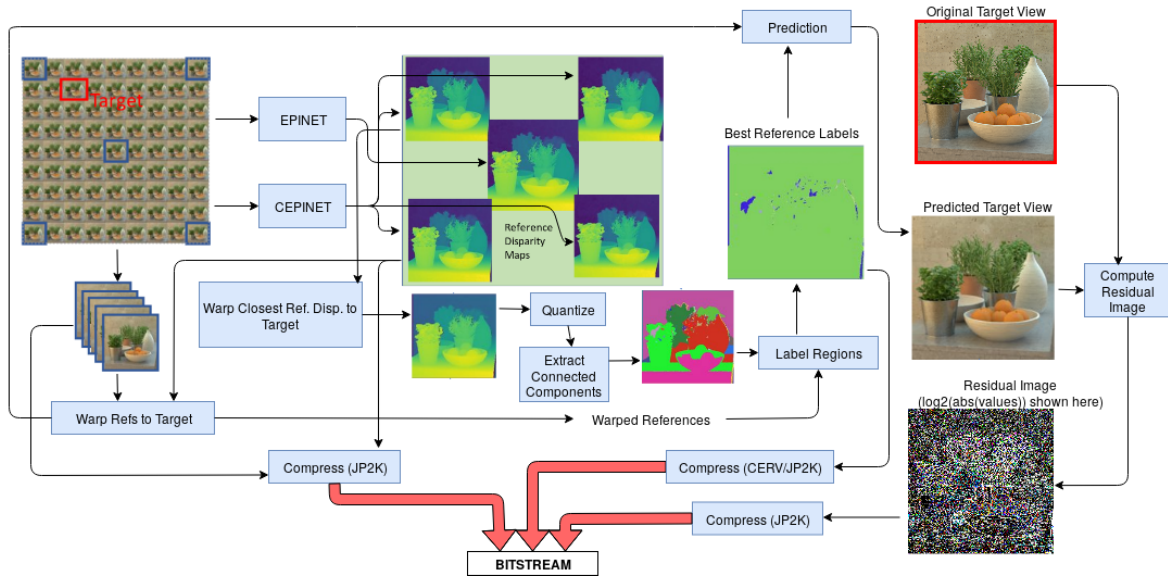 Original Target View
Prediction
Target
EPINET
CEPINET
Best Reference Labels
Predicted Target View
Reference
Disparity
Maps
Warp Closest Ref. Disp. to
Target
Quantize
Extract
Connected
Components
Label Regions
Compute
Residual
Image
Warp Refs to Target
Warped References
Residual Image
(log2(abs(values)) shown here)
Compress (JP2K)
Compress (CERV/JP2K)
Compress (JP2K)
BITSTREAM